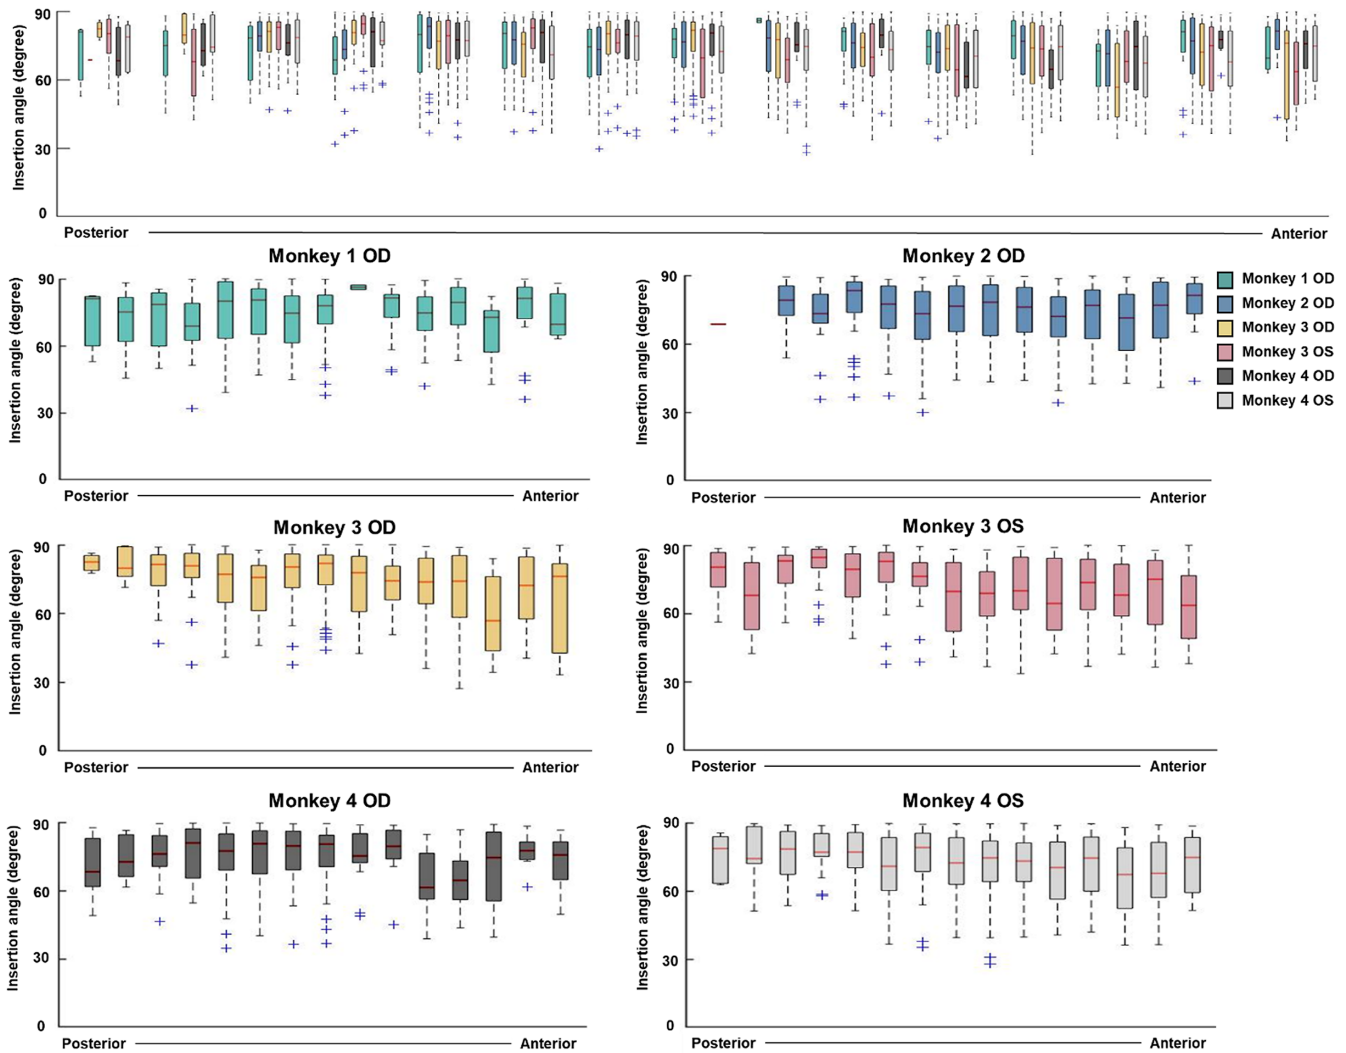 Insertion angle (degree)
90
60
30
0
Posterior Anterior
Monkey 1 OD
Insertion angle (degree)
90
60
30
0
Posterior Anterior
Monkey 2 OD
Insertion angle (degree)
90
60
30
0
Posterior Anterior
Monkey 1 OD
Monkey 2 OD
Monkey 3 OD
Monkey 3 OS
Monkey 4 OD
Monkey 4 OS
Monkey 3 OD
Insertion angle (degree)
90
60
30
0
Posterior Anterior
Monkey 3 OS
Insertion angle (degree)
90
60
30
0
Posterior Anterior
Monkey 4 OD
Insertion angle (degree)
90
60
30
0
Posterior Anterior
Monkey 4 OS
Insertion angle (degree)
90
60
30
0
Posterior Anterior